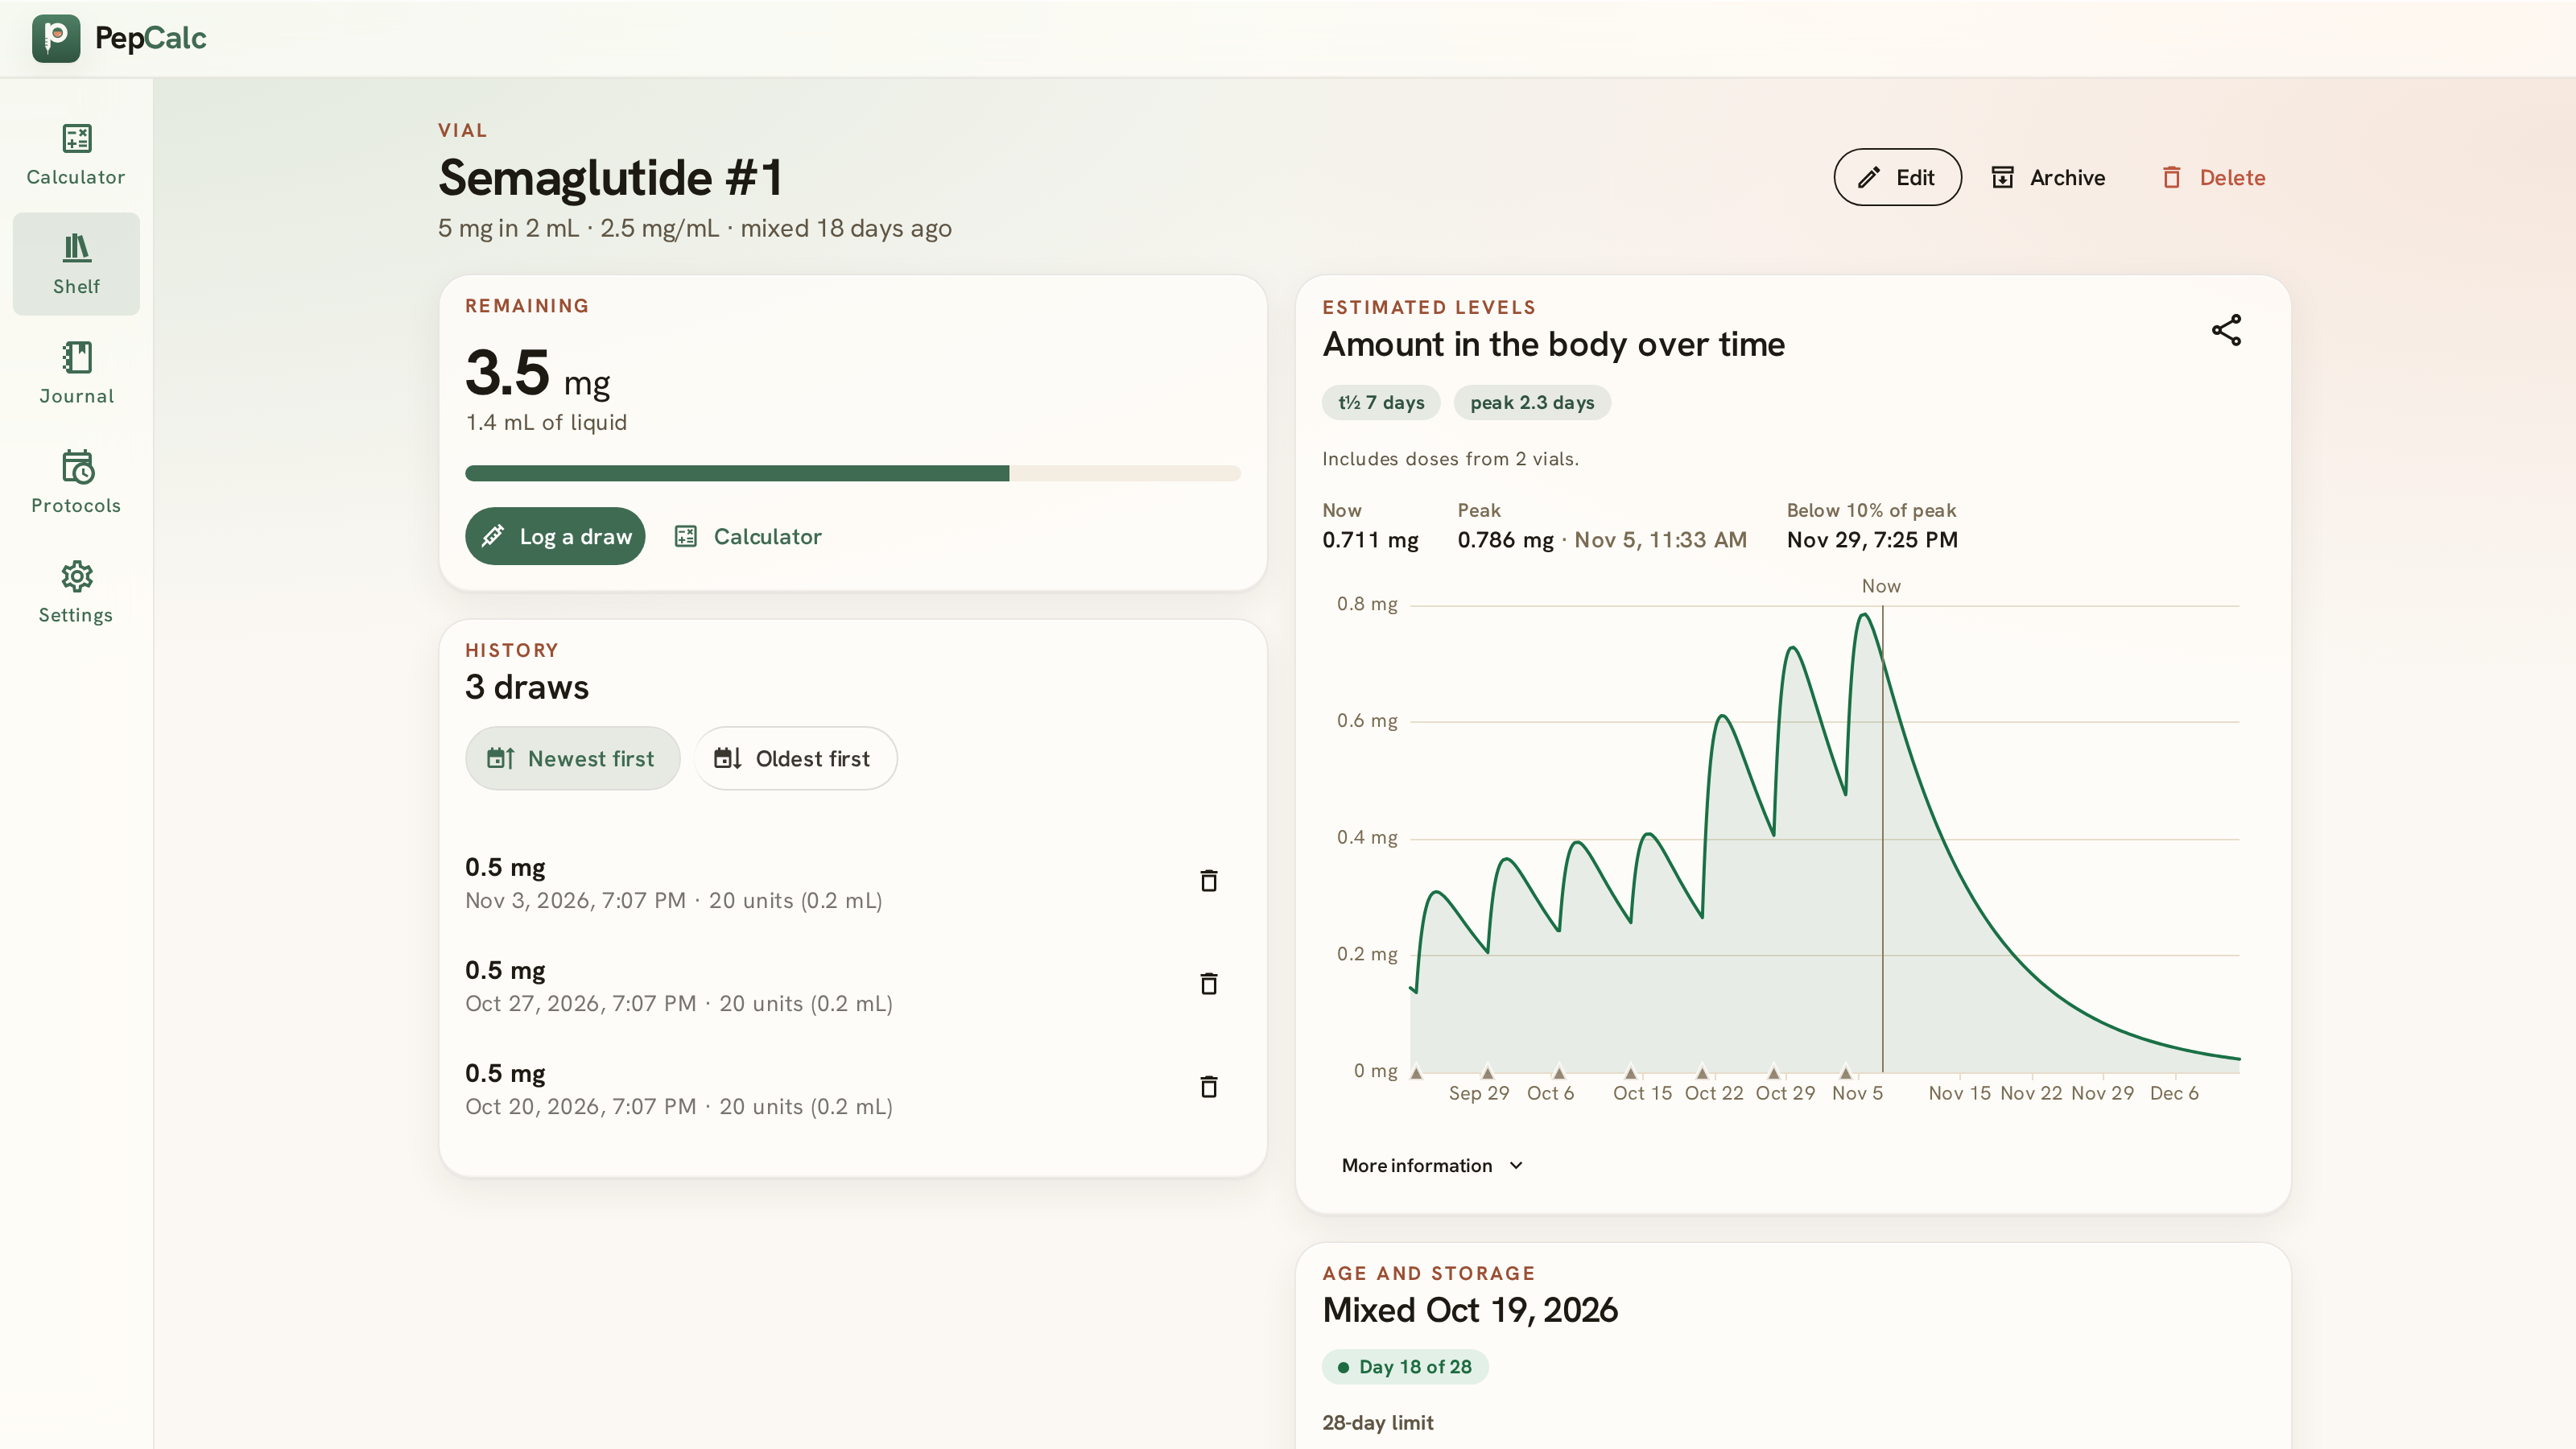 PepCalc
Calculator
Shelf
Journal
Protocols
Settings
VIAL
Semaglutide #1
5 mg in 2 mL · 2.5 mg/mL · mixed 18 days ago
Edit
Archive
Delete
REMAINING
3.5 mg
1.4 mL of liquid
Log a draw
Calculator
HISTORY
3 draws
Newest first
Oldest first
0.5 mg
Nov 3, 2026, 7:07 PM · 20 units (0.2 mL)
0.5 mg
Oct 27, 2026, 7:07 PM · 20 units (0.2 mL)
0.5 mg
Oct 20, 2026, 7:07 PM · 20 units (0.2 mL)
ESTIMATED LEVELS
Amount in the body over time
t½ 7 days
peak 2.3 days
Includes doses from 2 vials.
Now
0.711 mg
Peak
0.786 mg · Nov 5, 11:33 AM
Below 10% of peak
Nov 29, 7:25 PM
Now
0.8 mg
0.6 mg
0.4 mg
0.2 mg
0 mg
Sep 29 Oct 6 Oct 15 Oct 22 Oct 29 Nov 5 Nov 15 Nov 22 Nov 29 Dec 6
More information
AGE AND STORAGE
Mixed Oct 19, 2026
Day 18 of 28
28-day limit